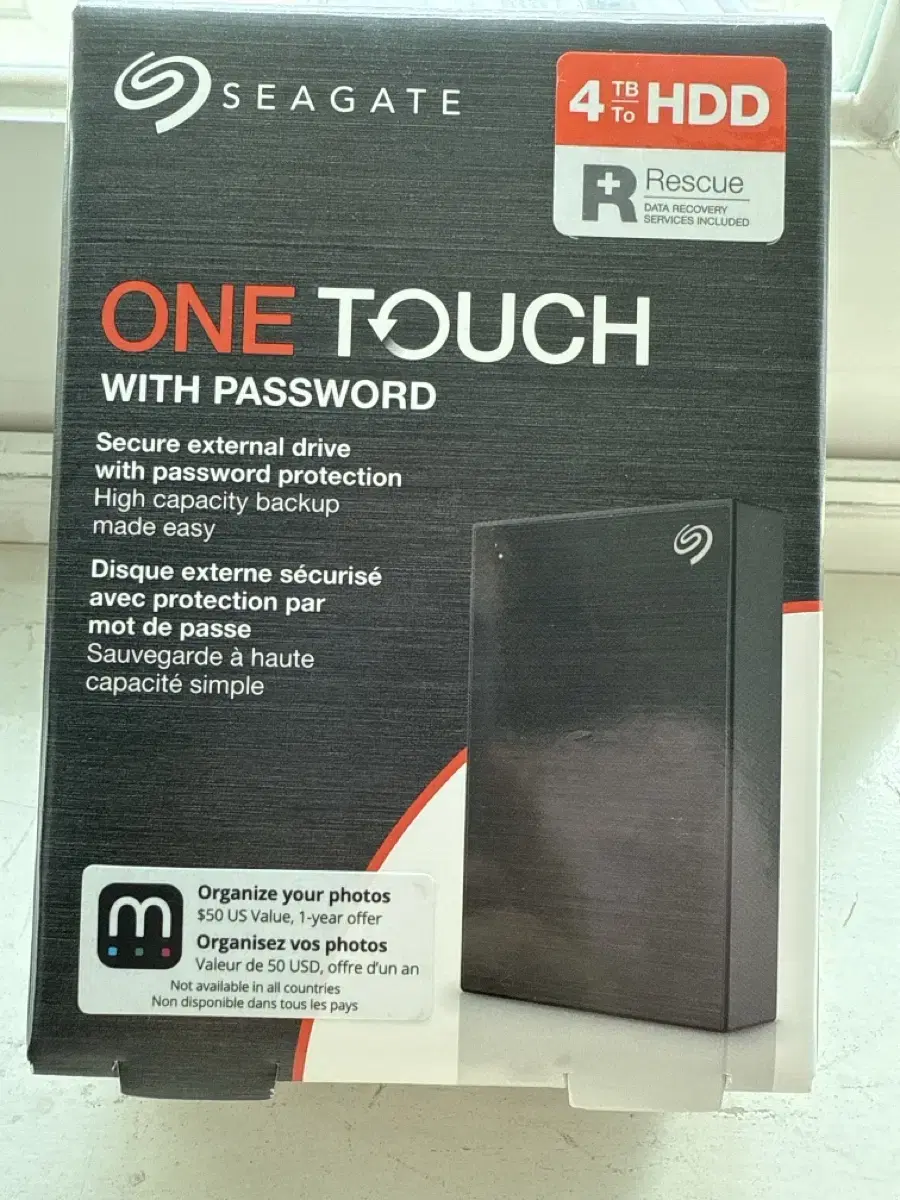 SEAGATE
4 TB To HDD
R Rescue
DATA RECOVERY
SERVICES INCLUDED
ONE TOUCH
WITH PASSWORD
Secure external drive
with password protection
High capacity backup
made easy
Disque externe sécurisé
avec protection par
mot de passe
Sauvegarde à haute
capacité simple
m
Organize your photos
$50 US Value, 1-year offer
Organisez vos photos
Valeur de 50 USD, offre d'un an
Not available in all countries
Non disponible dans tous les pays